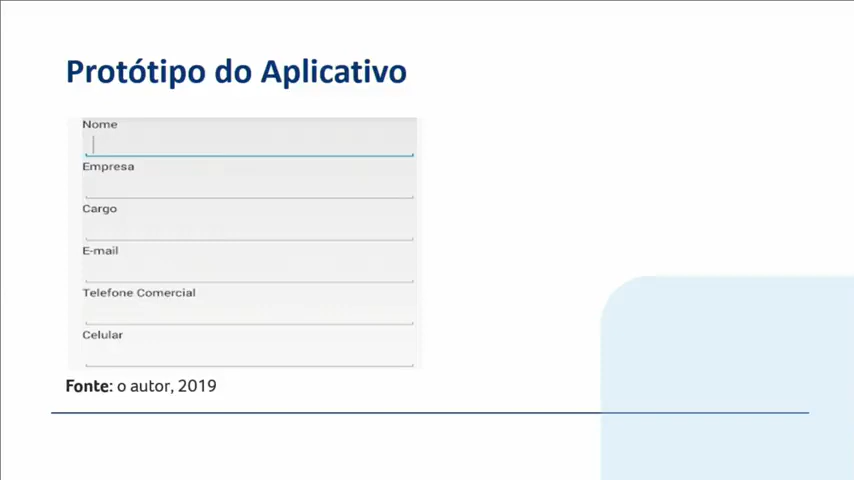 Protótipo do Aplicativo
Nome
Empresa
Cargo
E-mail
Telefone Comercial
Celular
Fonte: o autor, 2019